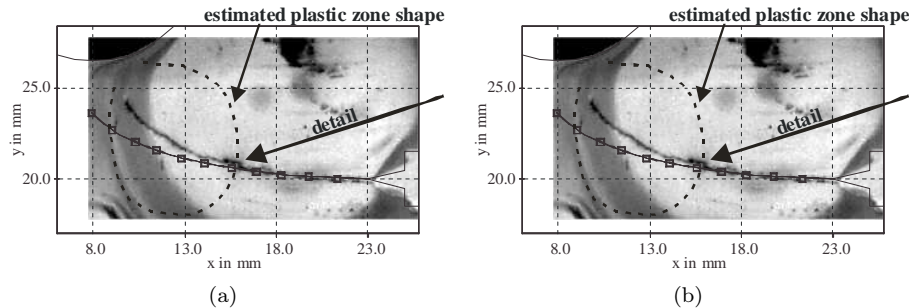 estimated plastic zone shape
25.0
y in mm
detail
20.0
8.0 13.0 18.0 23.0
x in mm
(a)
estimated plastic zone shape
25.0
y in mm
detail
20.0
8.0 13.0 18.0 23.0
x in mm
(b)